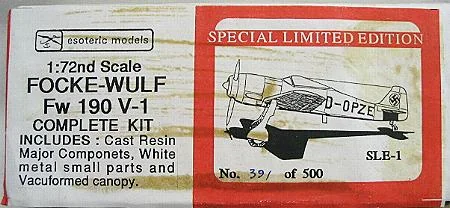 esoteric models
1:72nd Scale
FOCKE-WULF
Fw 190 V-1
COMPLETE KIT
INCLUDES : Cast Resin
Major Componets, White
metal small parts and
Vacuformed canopy.
SPECIAL LIMITED EDITION
D-OPZE
SLE-1
No. 391 of 500